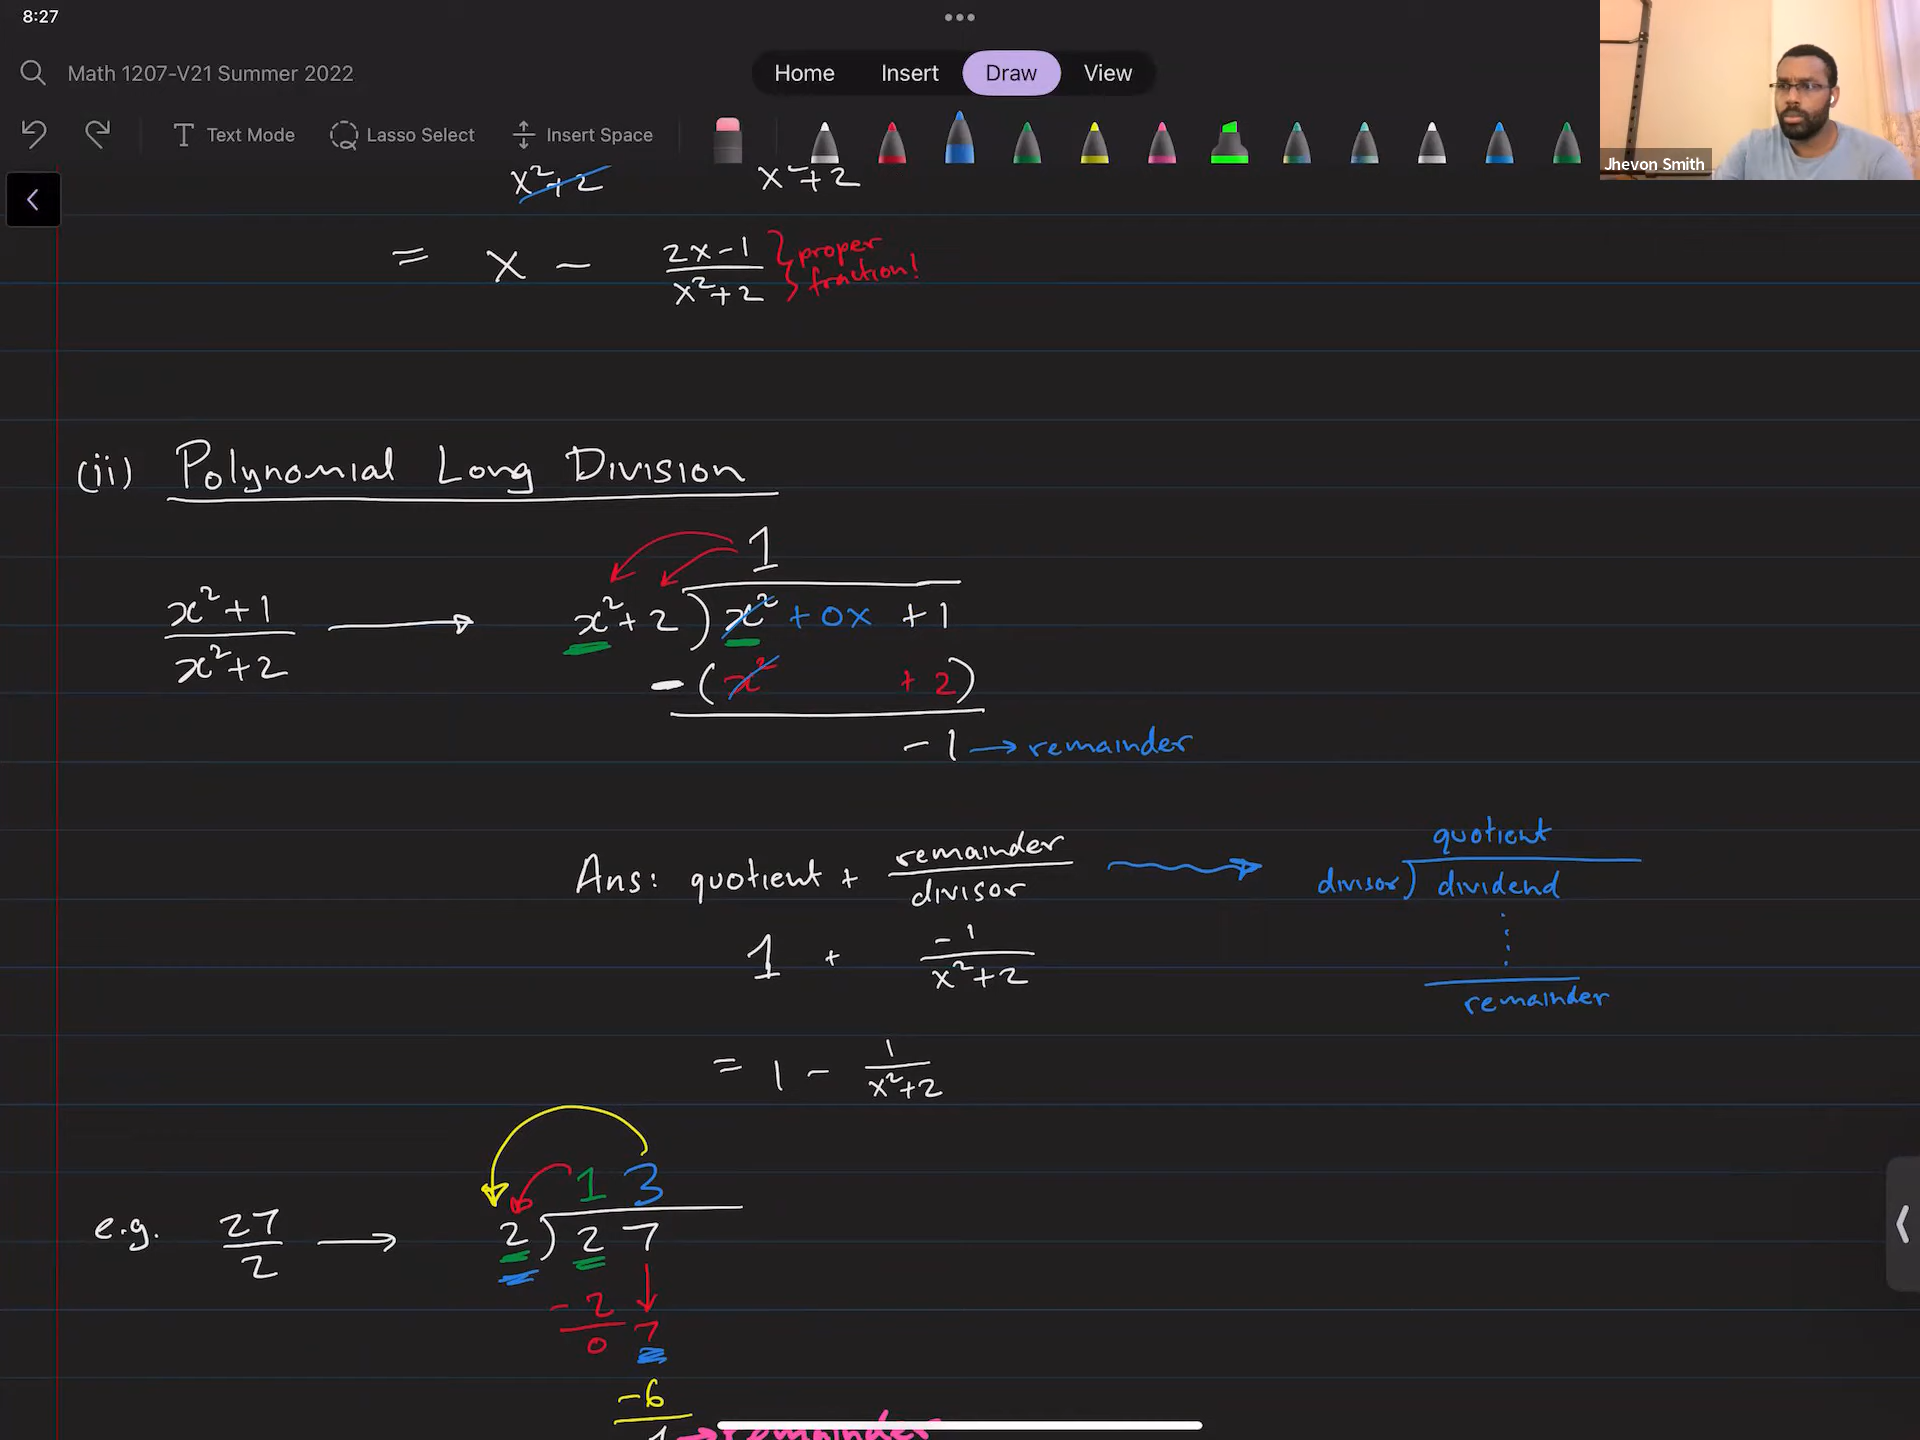 8:27
Math 1207-V21 Summer 2022
Home Insert Draw View
Text Mode Lasso Select Insert Space
Jhevon Smith
x²+2 x²+2
= x - (2x-1)/(x²+2) } proper fraction!
(ii) Polynomial Long Division
1
(x²+1)/(x²+2) → x²+2 ) x² + 0x + 1
-(x² + 2)
-1 → remainder
Ans: quotient + remainder/divisor
quotient
divisor ) dividend
⋮
remainder
1 + -1/(x²+2)
= 1 - 1/(x²+2)
1 3
e.g. 27/2 → 2 ) 2 7
- 2
0 7
-6
1 → remainder